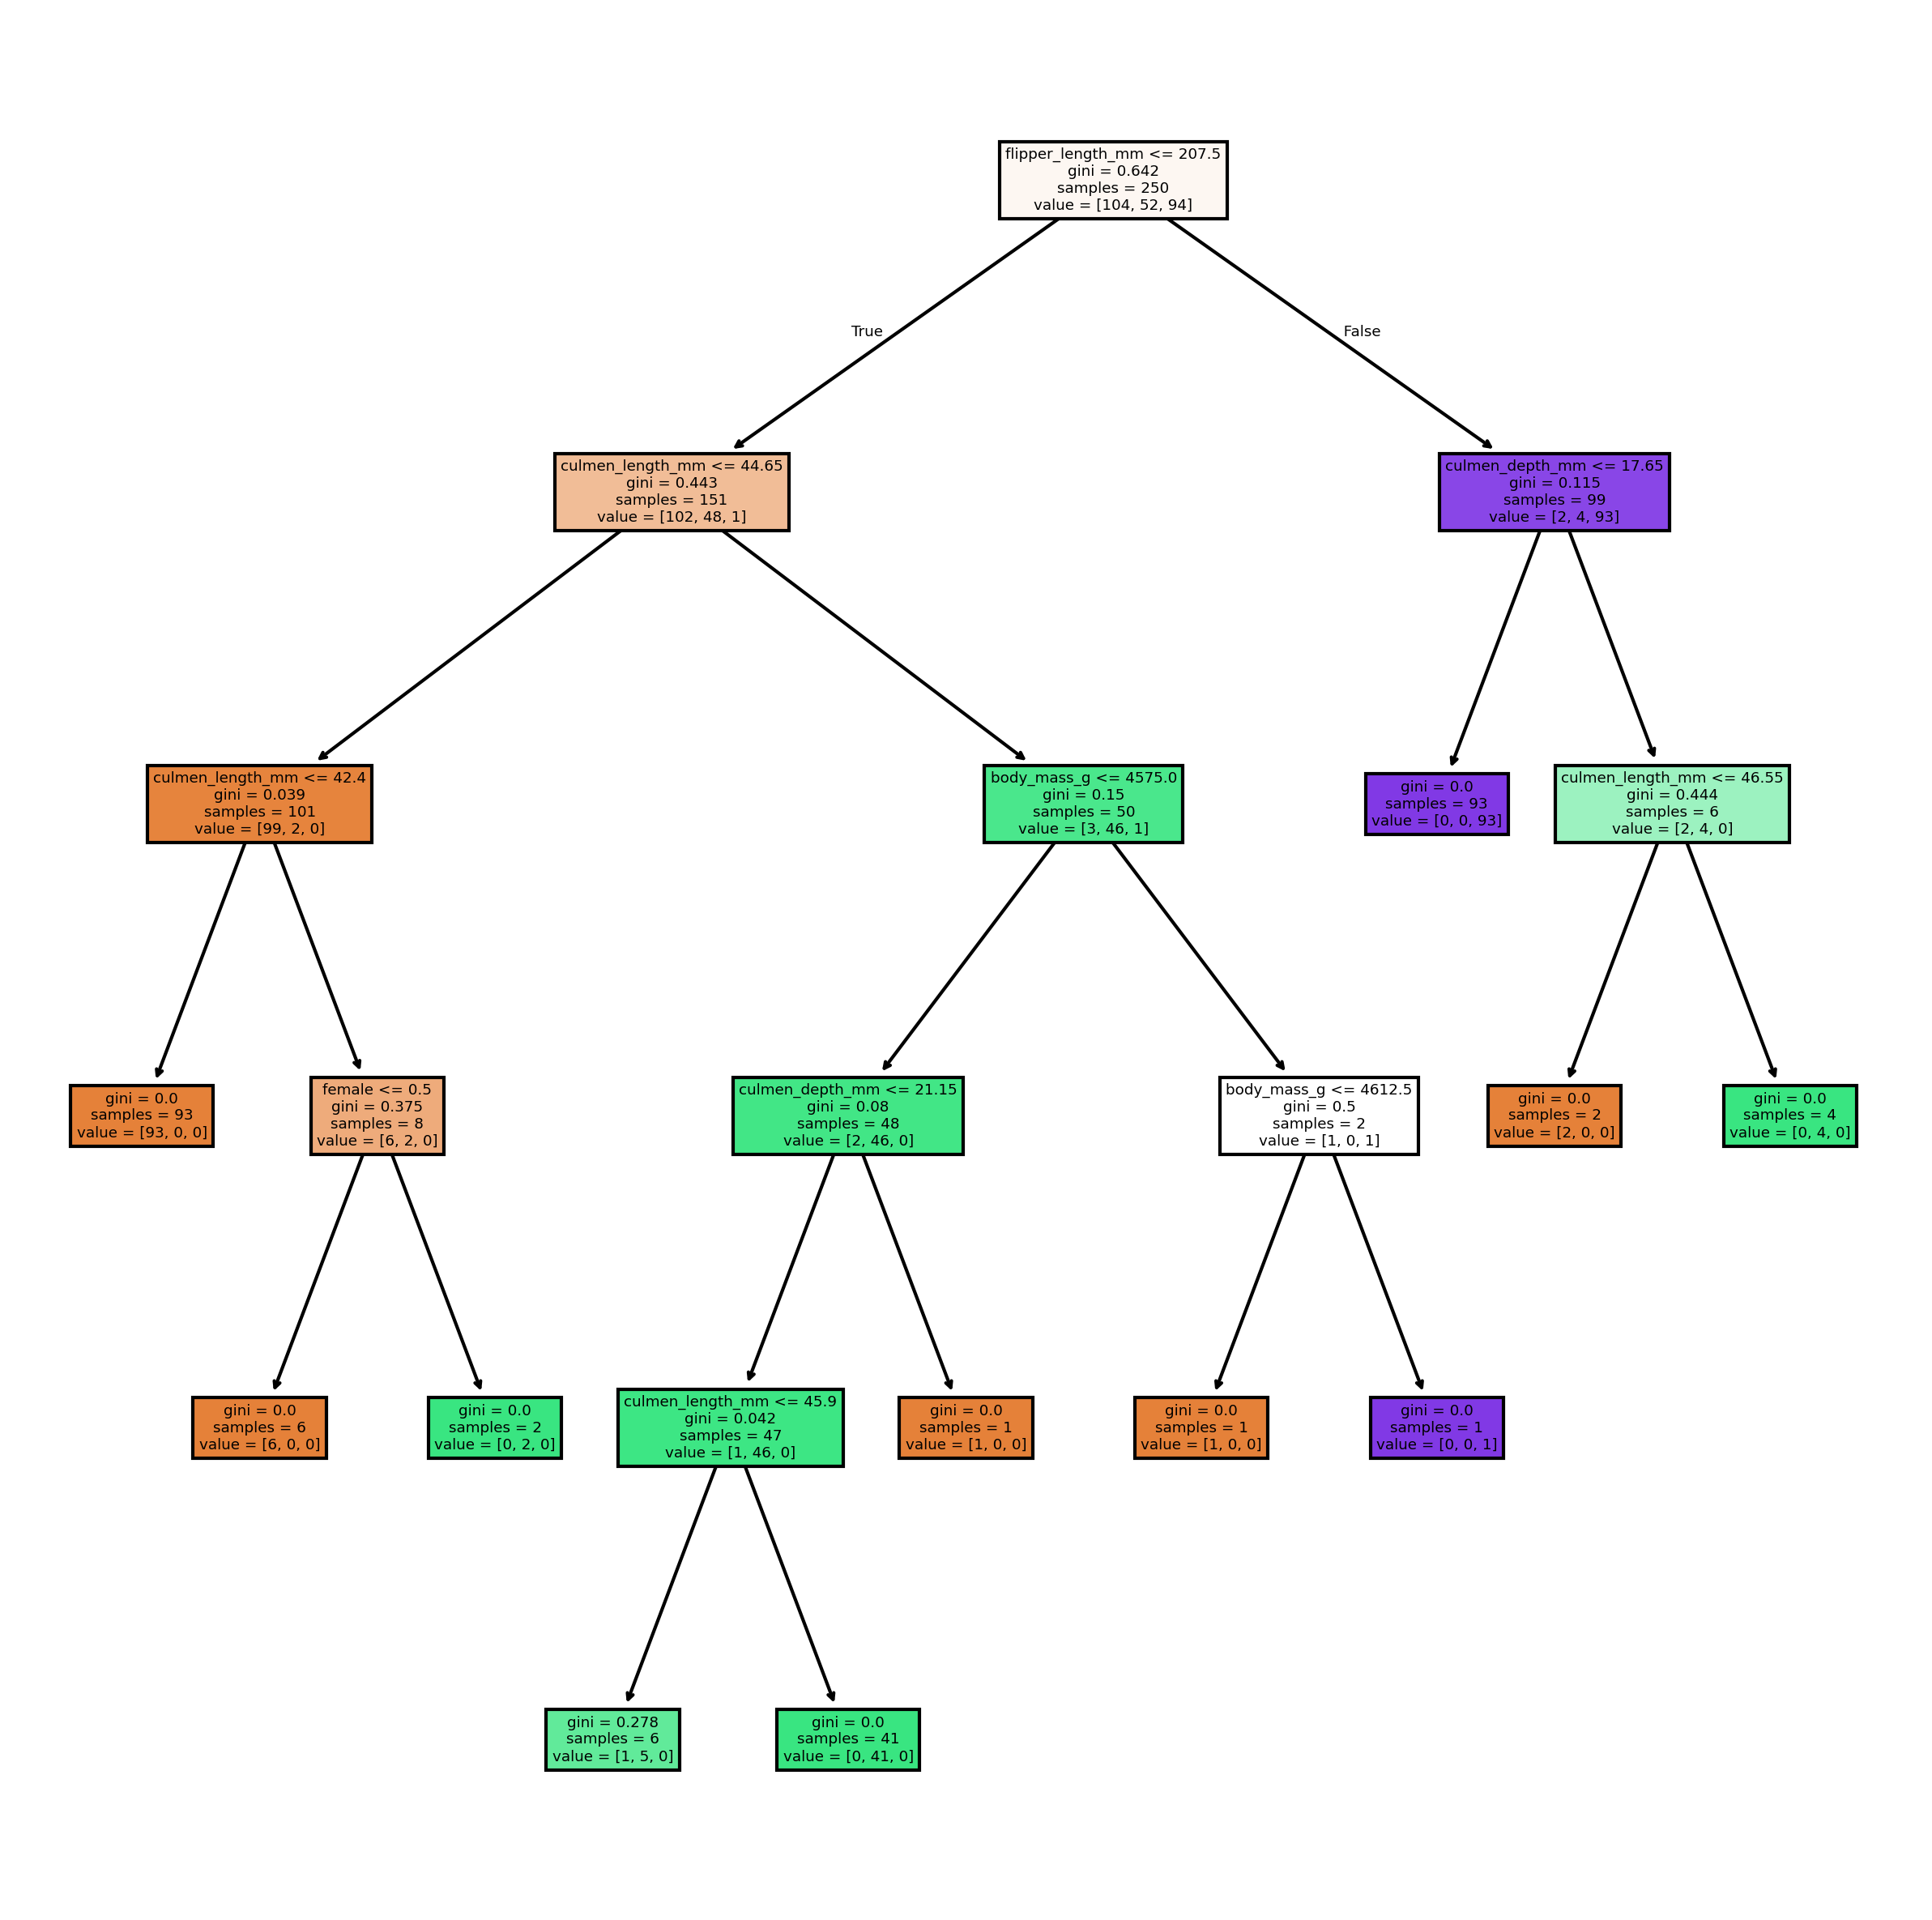 flipper_length_mm <= 207.5
gini = 0.642
samples = 250
value = [104, 52, 94]
True
False
culmen_length_mm <= 44.65
gini = 0.443
samples = 151
value = [102, 48, 1]
culmen_depth_mm <= 17.65
gini = 0.115
samples = 99
value = [2, 4, 93]
culmen_length_mm <= 42.4
gini = 0.039
samples = 101
value = [99, 2, 0]
body_mass_g <= 4575.0
gini = 0.15
samples = 50
value = [3, 46, 1]
gini = 0.0
samples = 93
value = [0, 0, 93]
culmen_length_mm <= 46.55
gini = 0.444
samples = 6
value = [2, 4, 0]
gini = 0.0
samples = 93
value = [93, 0, 0]
female <= 0.5
gini = 0.375
samples = 8
value = [6, 2, 0]
culmen_depth_mm <= 21.15
gini = 0.08
samples = 48
value = [2, 46, 0]
body_mass_g <= 4612.5
gini = 0.5
samples = 2
value = [1, 0, 1]
gini = 0.0
samples = 2
value = [2, 0, 0]
gini = 0.0
samples = 4
value = [0, 4, 0]
gini = 0.0
samples = 6
value = [6, 0, 0]
gini = 0.0
samples = 2
value = [0, 2, 0]
culmen_length_mm <= 45.9
gini = 0.042
samples = 47
value = [1, 46, 0]
gini = 0.0
samples = 1
value = [1, 0, 0]
gini = 0.0
samples = 1
value = [1, 0, 0]
gini = 0.0
samples = 1
value = [0, 0, 1]
gini = 0.278
samples = 6
value = [1, 5, 0]
gini = 0.0
samples = 41
value = [0, 41, 0]